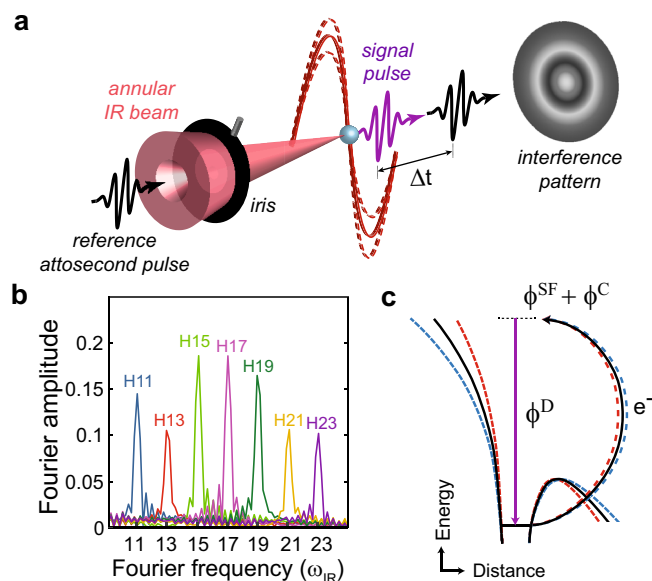 a
annular
IR beam
signal
pulse
Δt
iris
interference
pattern
reference
attosecond pulse
b
Fourier amplitude
0.2
0.15
0.1
0.05
0
H11
H13
H15
H17
H19
H21
H23
11 13 15 17 19 21 23
Fourier frequency (ω_IR)
c
ϕ^SF + ϕ^C
ϕ^D
e⁻
Energy
Distance